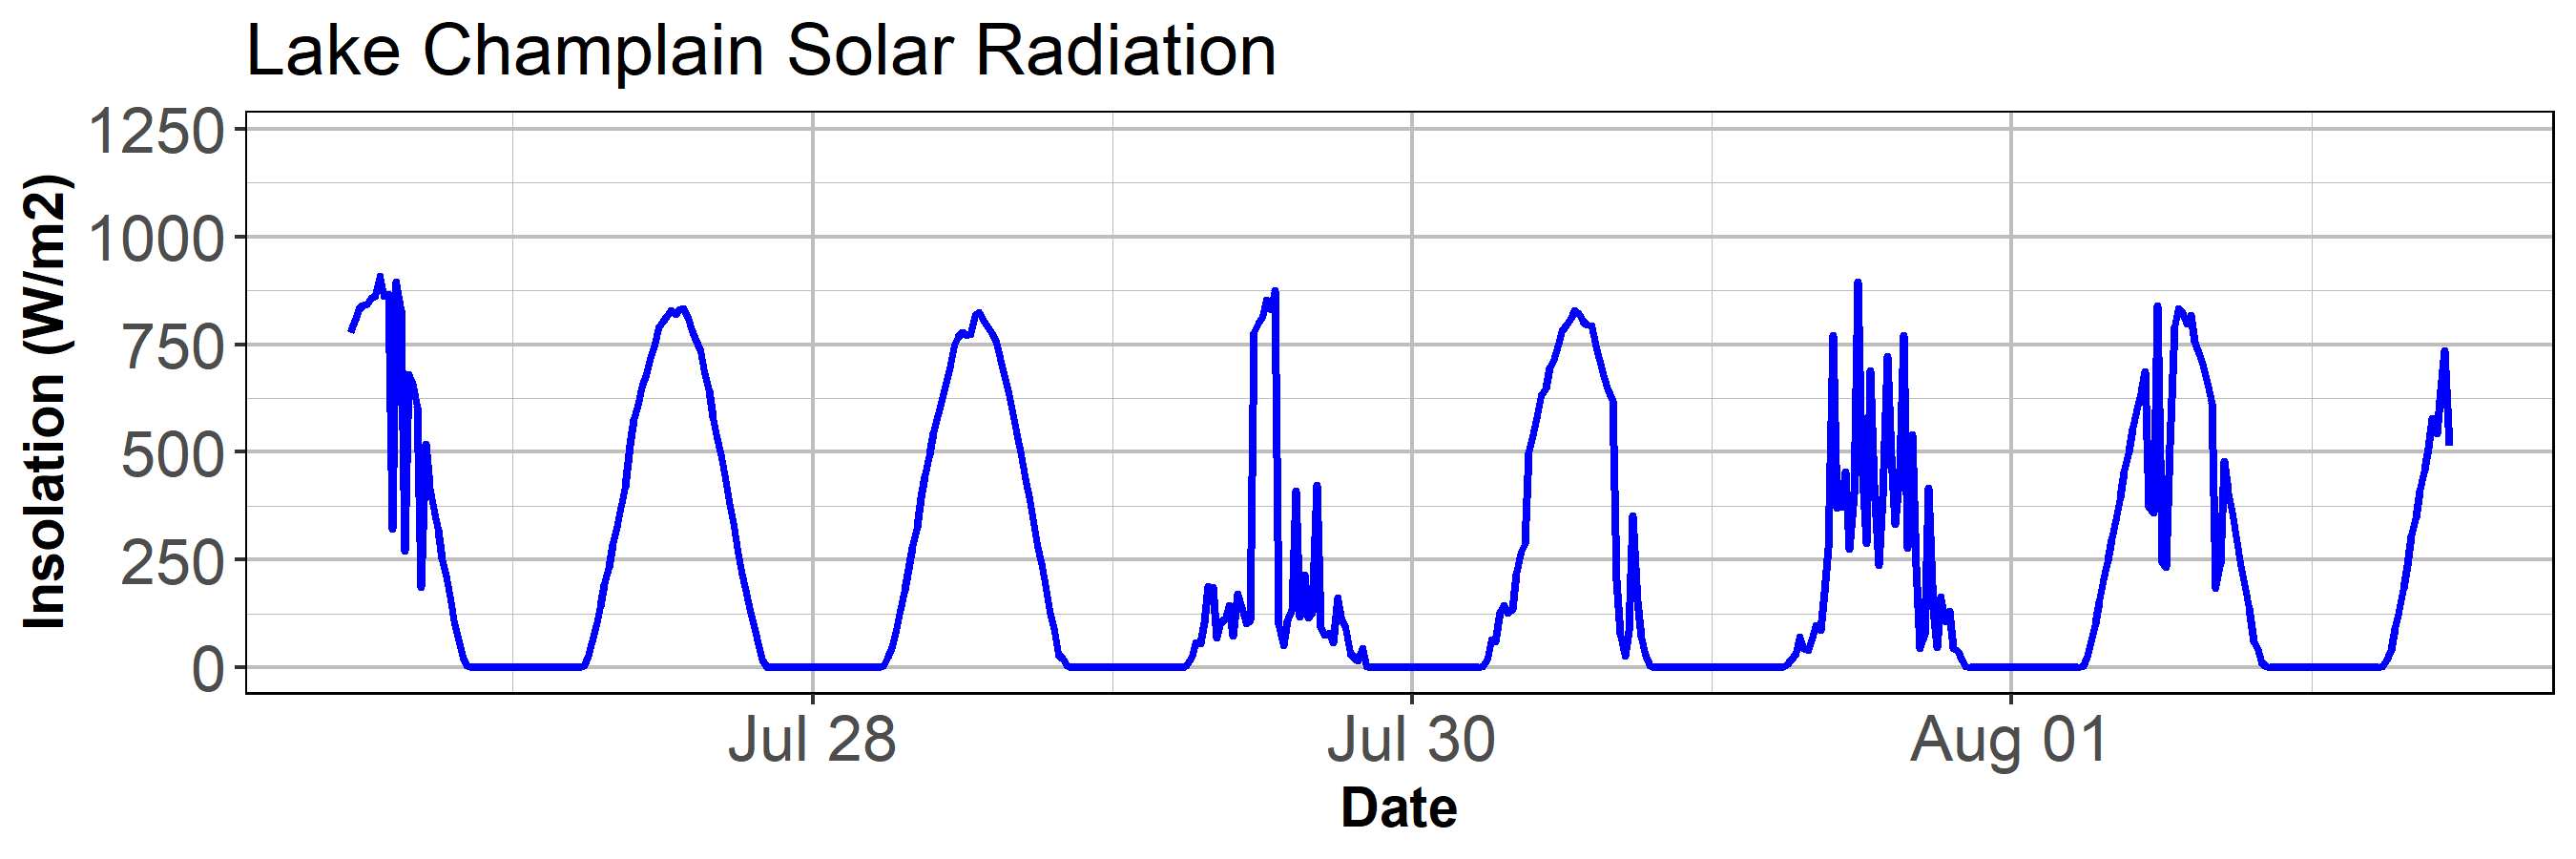 Lake Champlain Solar Radiation
1250
1000
750
500
250
0
Insolation (W/m2)
Jul 28
Jul 30
Aug 01
Date